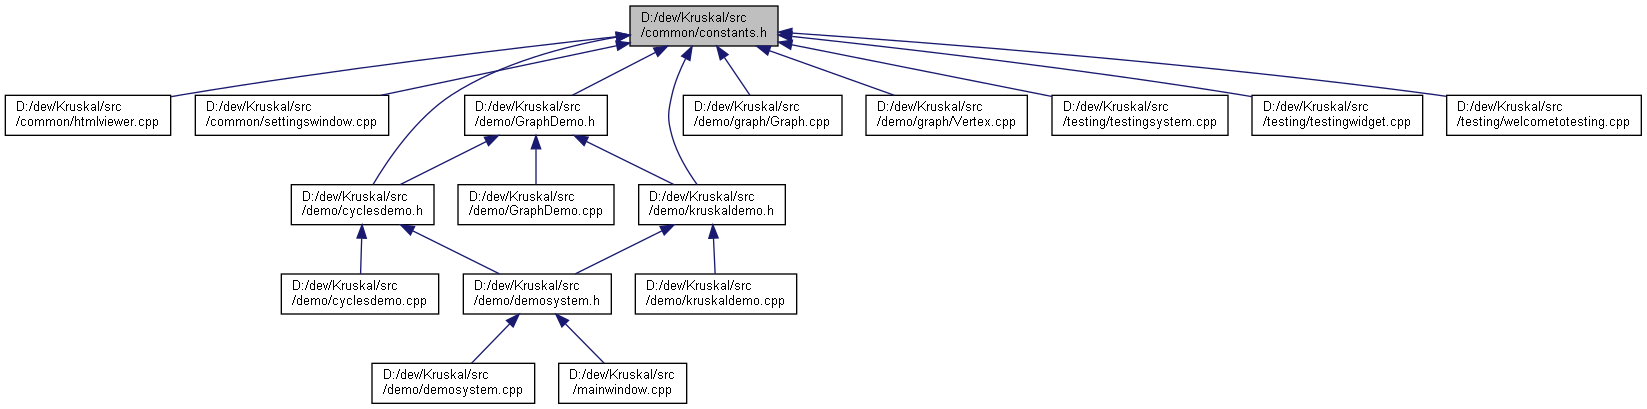 D:/dev/Kruskal/src
/common/constants.h
D:/dev/Kruskal/src
/common/htmlviewer.cpp
D:/dev/Kruskal/src
/common/settingswindow.cpp
D:/dev/Kruskal/src
/demo/GraphDemo.h
D:/dev/Kruskal/src
/demo/graph/Graph.cpp
D:/dev/Kruskal/src
/demo/graph/Vertex.cpp
D:/dev/Kruskal/src
/testing/testingsystem.cpp
D:/dev/Kruskal/src
/testing/testingwidget.cpp
D:/dev/Kruskal/src
/testing/welcometotesting.cpp
D:/dev/Kruskal/src
/demo/cyclesdemo.h
D:/dev/Kruskal/src
/demo/GraphDemo.cpp
D:/dev/Kruskal/src
/demo/kruskaldemo.h
D:/dev/Kruskal/src
/demo/cyclesdemo.cpp
D:/dev/Kruskal/src
/demo/demosystem.h
D:/dev/Kruskal/src
/demo/kruskaldemo.cpp
D:/dev/Kruskal/src
/demo/demosystem.cpp
D:/dev/Kruskal/src
/mainwindow.cpp